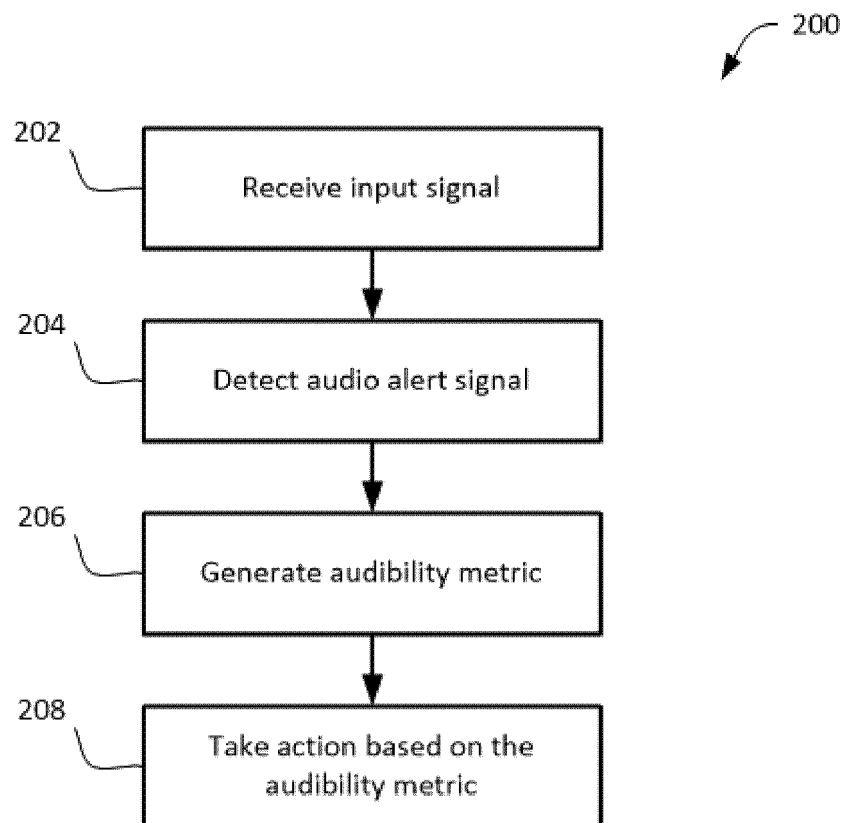 200
202
Receive input signal
204
Detect audio alert signal
206
Generate audibility metric
208
Take action based on the
audibility metric